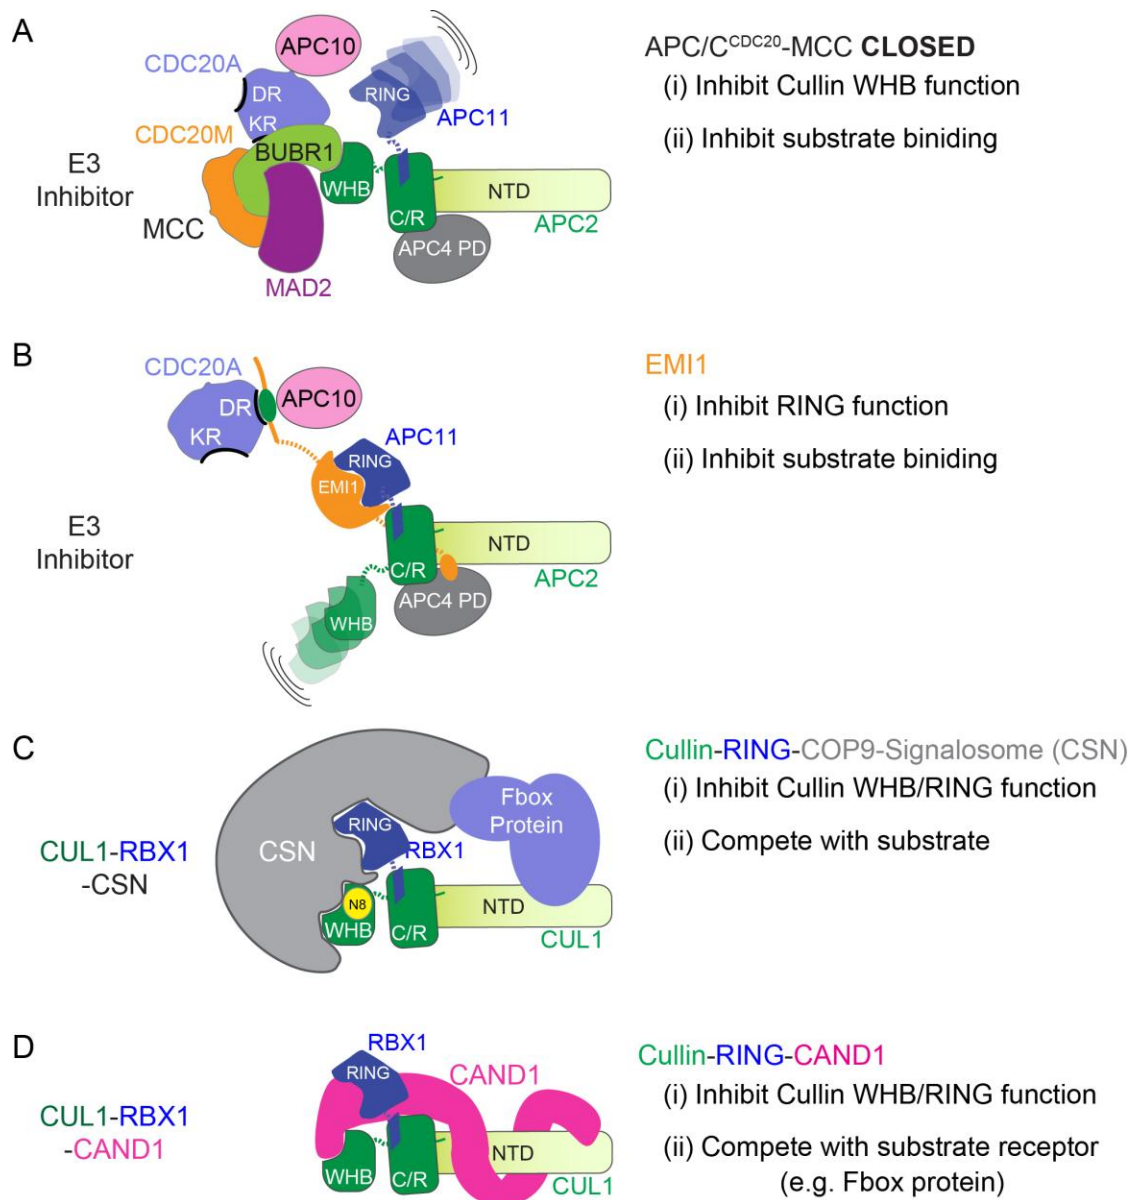 A
APC10
CDC20A
DR
KR
RING
APC11
CDC20M
BUBR1
WHB
E3
Inhibitor
MCC
MAD2
C/R
NTD
APC2
APC4 PD
APC/C^CDC20-MCC CLOSED
(i) Inhibit Cullin WHB function
(ii) Inhibit substrate biniding
B
CDC20A
DR
KR
APC10
APC11
RING
EMI1
E3
Inhibitor
C/R
NTD
APC2
APC4 PD
WHB
EMI1
(i) Inhibit RING function
(ii) Inhibit substrate biniding
C
CUL1-RBX1
-CSN
CSN
RING
RBX1
Fbox
Protein
N8
WHB
C/R
NTD
CUL1
Cullin-RING-COP9-Signalosome (CSN)
(i) Inhibit Cullin WHB/RING function
(ii) Compete with substrate
D
CUL1-RBX1
-CAND1
RBX1
RING
CAND1
WHB
C/R
NTD
CUL1
Cullin-RING-CAND1
(i) Inhibit Cullin WHB/RING function
(ii) Compete with substrate receptor
(e.g. Fbox protein)